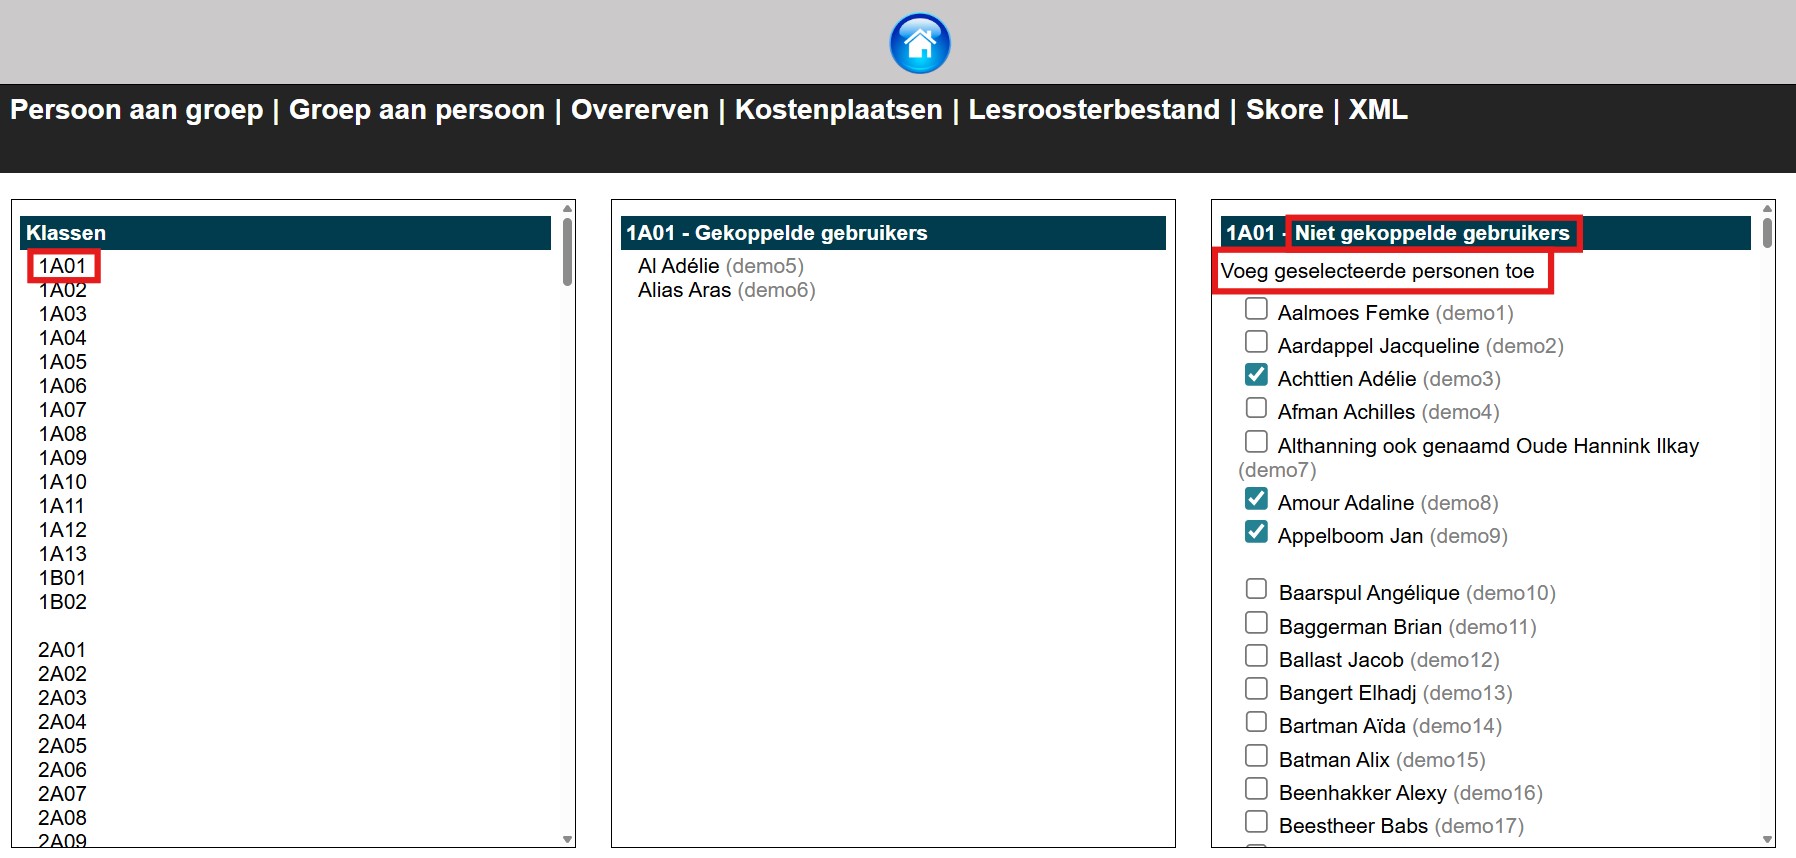 Persoon aan groep | Groep aan persoon | Overerven | Kostenplaatsen | Lesroosterbestand | Skore | XML
Klassen
1A01
1A02
1A03
1A04
1A05
1A06
1A07
1A08
1A09
1A10
1A11
1A12
1A13
1B01
1B02
2A01
2A02
2A03
2A04
2A05
2A06
2A07
2A08
2A09
1A01 - Gekoppelde gebruikers
Al Adélie (demo5)
Alias Aras (demo6)
1A01 - Niet gekoppelde gebruikers
Voeg geselecteerde personen toe
Aalmoes Femke (demo1)
Aardappel Jacqueline (demo2)
Achttien Adélie (demo3)
Afman Achilles (demo4)
Althanning ook genaamd Oude Hannink Ilkay
(demo7)
Amour Adaline (demo8)
Appelboom Jan (demo9)
Baarspul Angélique (demo10)
Baggerman Brian (demo11)
Ballast Jacob (demo12)
Bangert Elhadj (demo13)
Bartman Aïda (demo14)
Batman Alix (demo15)
Beenhakker Alexy (demo16)
Beestheer Babs (demo17)